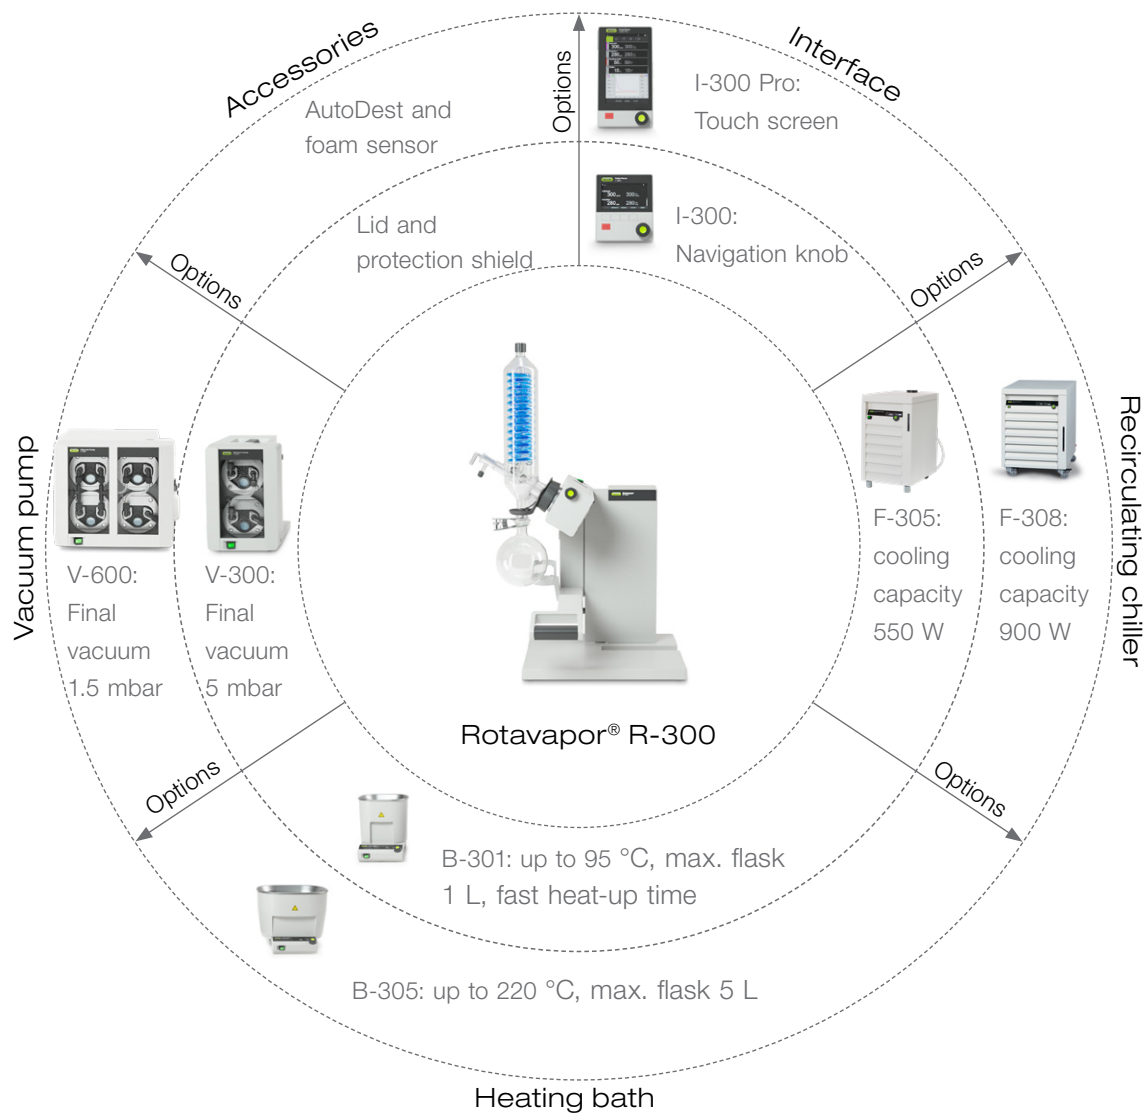 Accessories
Interface
Options
AutoDest and
foam sensor
I-300 Pro:
Touch screen
Lid and
protection shield
I-300:
Navigation knob
Options
Options
Vacuum pump
V-600:
Final
vacuum
1.5 mbar
V-300:
Final
vacuum
5 mbar
Rotavapor® R-300
F-305:
cooling
capacity
550 W
F-308:
cooling
capacity
900 W
Recirculating chiller
Options
Options
B-301: up to 95 °C, max. flask
1 L, fast heat-up time
B-305: up to 220 °C, max. flask 5 L
Heating bath